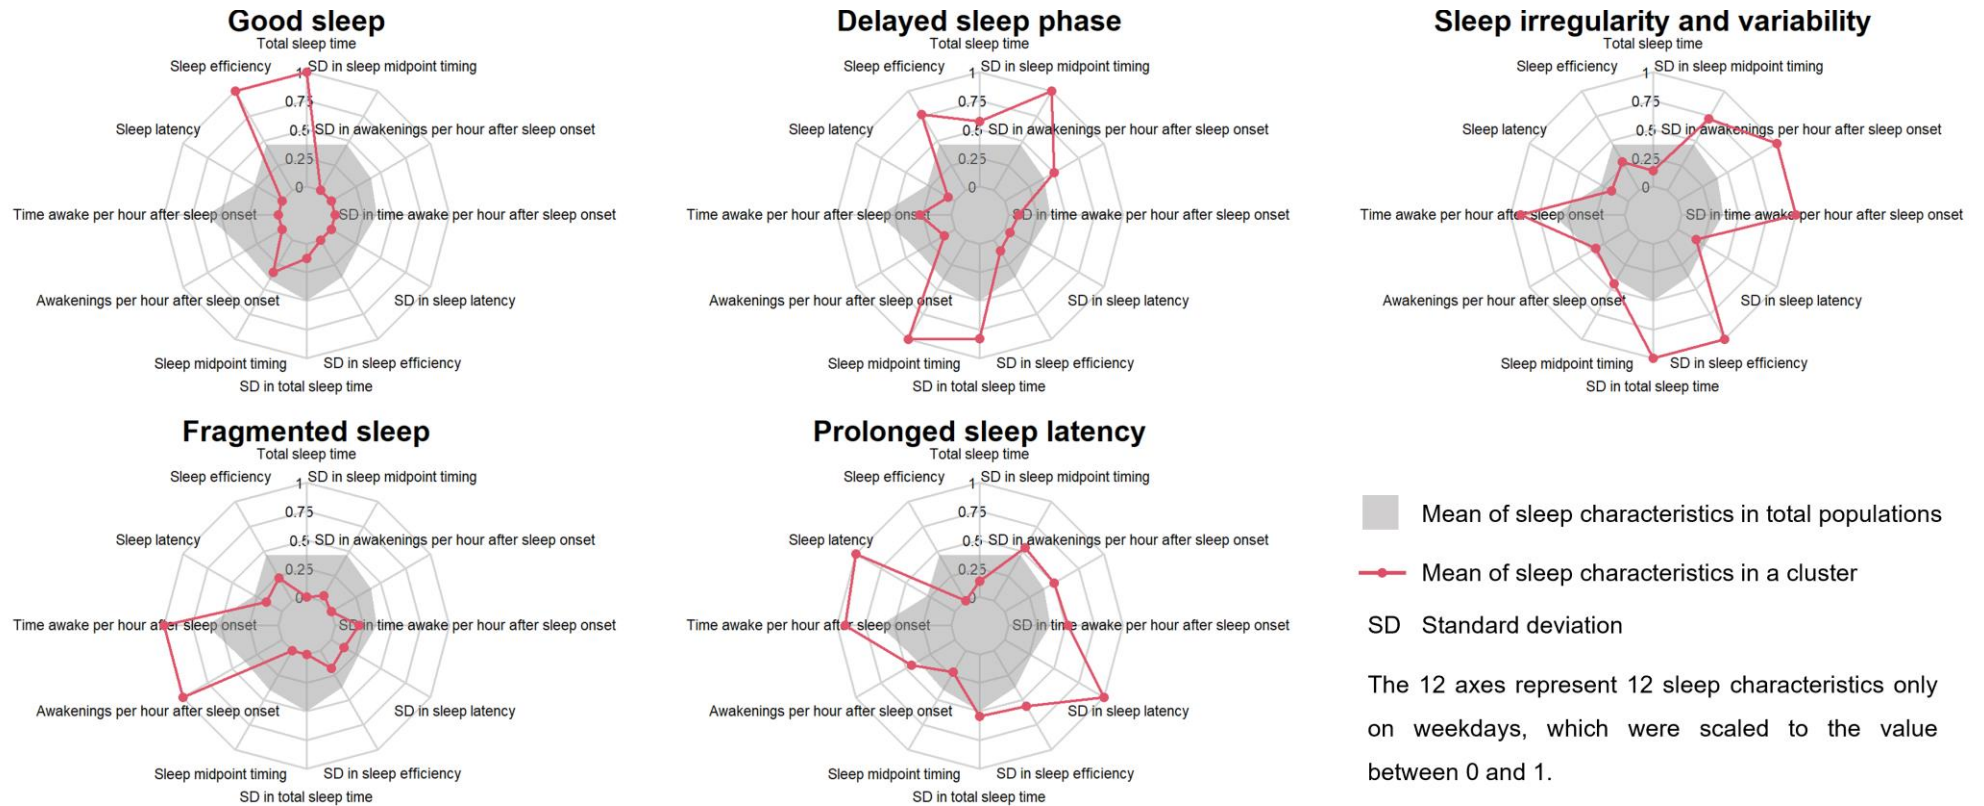 Good sleep
Total sleep time
Sleep efficiency
SD in sleep midpoint timing
1
0.75
Sleep latency
0.5
SD in awakenings per hour after sleep onset
0.25
0
Time awake per hour after sleep onset
SD in time awake per hour after sleep onset
Awakenings per hour after sleep onset
SD in sleep latency
Sleep midpoint timing
SD in sleep efficiency
SD in total sleep time
Delayed sleep phase
Total sleep time
Sleep efficiency
SD in sleep midpoint timing
1
0.75
Sleep latency
0.5
SD in awakenings per hour after sleep onset
0.25
0
Time awake per hour after sleep onset
SD in time awake per hour after sleep onset
Awakenings per hour after sleep onset
SD in sleep latency
Sleep midpoint timing
SD in sleep efficiency
SD in total sleep time
Sleep irregularity and variability
Total sleep time
Sleep efficiency
SD in sleep midpoint timing
1
0.75
Sleep latency
0.5
SD in awakenings per hour after sleep onset
0.25
0
Time awake per hour after sleep onset
SD in time awake per hour after sleep onset
Awakenings per hour after sleep onset
SD in sleep latency
Sleep midpoint timing
SD in sleep efficiency
SD in total sleep time
Fragmented sleep
Total sleep time
Sleep efficiency
SD in sleep midpoint timing
1
0.75
Sleep latency
0.5
SD in awakenings per hour after sleep onset
0.25
0
Time awake per hour after sleep onset
SD in time awake per hour after sleep onset
Awakenings per hour after sleep onset
SD in sleep latency
Sleep midpoint timing
SD in sleep efficiency
SD in total sleep time
Prolonged sleep latency
Total sleep time
Sleep efficiency
SD in sleep midpoint timing
1
0.75
Sleep latency
0.5
SD in awakenings per hour after sleep onset
0.25
0
Time awake per hour after sleep onset
SD in time awake per hour after sleep onset
Awakenings per hour after sleep onset
SD in sleep latency
Sleep midpoint timing
SD in sleep efficiency
SD in total sleep time
Mean of sleep characteristics in total populations
Mean of sleep characteristics in a cluster
SD Standard deviation
The 12 axes represent 12 sleep characteristics only
on weekdays, which were scaled to the value
between 0 and 1.